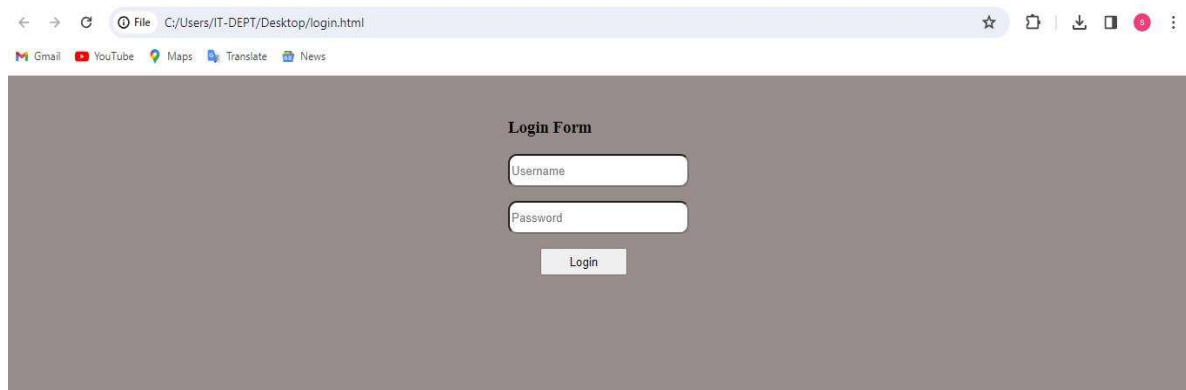 File C:/Users/IT-DEPT/Desktop/login.html
S
Gmail YouTube Maps Translate News
Login Form
Username
Password
Login